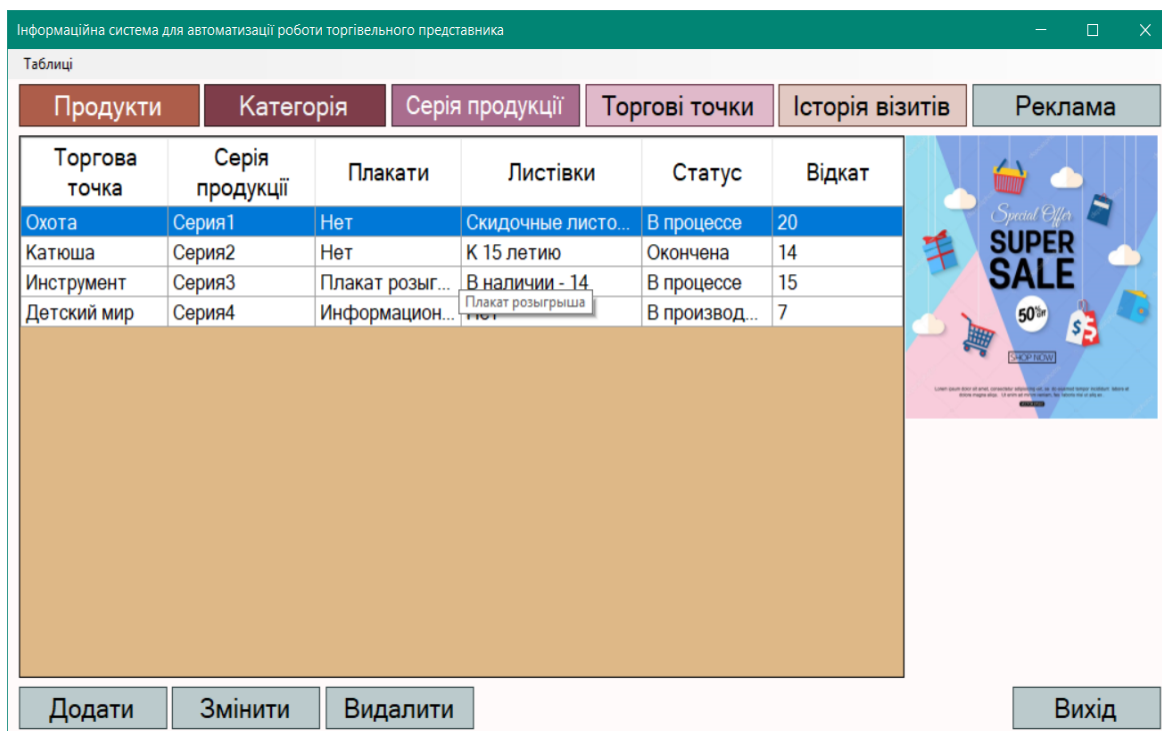 Інформаційна система для автоматизації роботи торгівельного представника
Таблиці
Продукти Категорія Серія продукції Торгові точки Історія візитів Реклама
Торгова точка Серія продукції Плакати Листівки Статус Відкат
Охота Серия1 Нет Скидочные листо... В процессе 20
Катюша Серия2 Нет К 15 летию Окончена 14
Инструмент Серия3 Плакат розыг... В наличии - 14 В процессе 15
Плакат розыгрыша
Детский мир Серия4 Информацион... Нет В производ... 7
Special Offer
SUPER
SALE
50% off
SHOP NOW
Додати Змінити Видалити Вихід